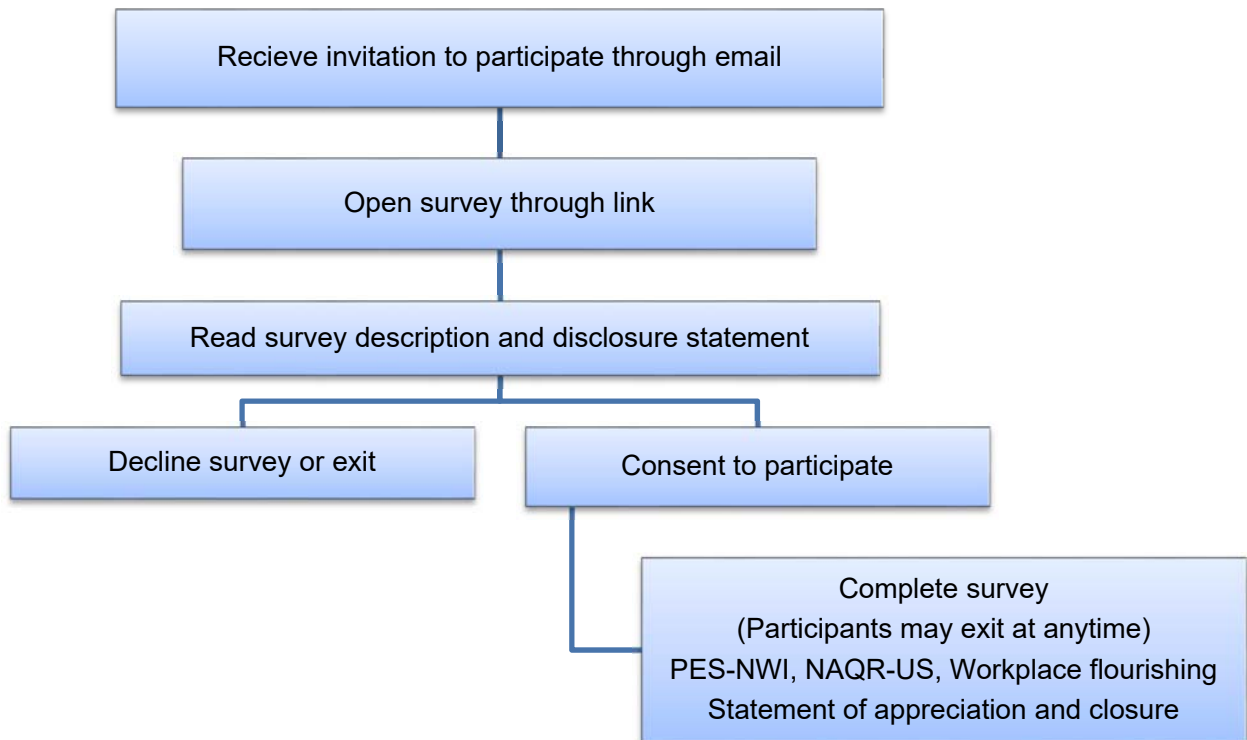 Recieve invitation to participate through email
Open survey through link
Read survey description and disclosure statement
Decline survey or exit
Consent to participate
Complete survey
(Participants may exit at anytime)
PES-NWI, NAQR-US, Workplace flourishing
Statement of appreciation and closure